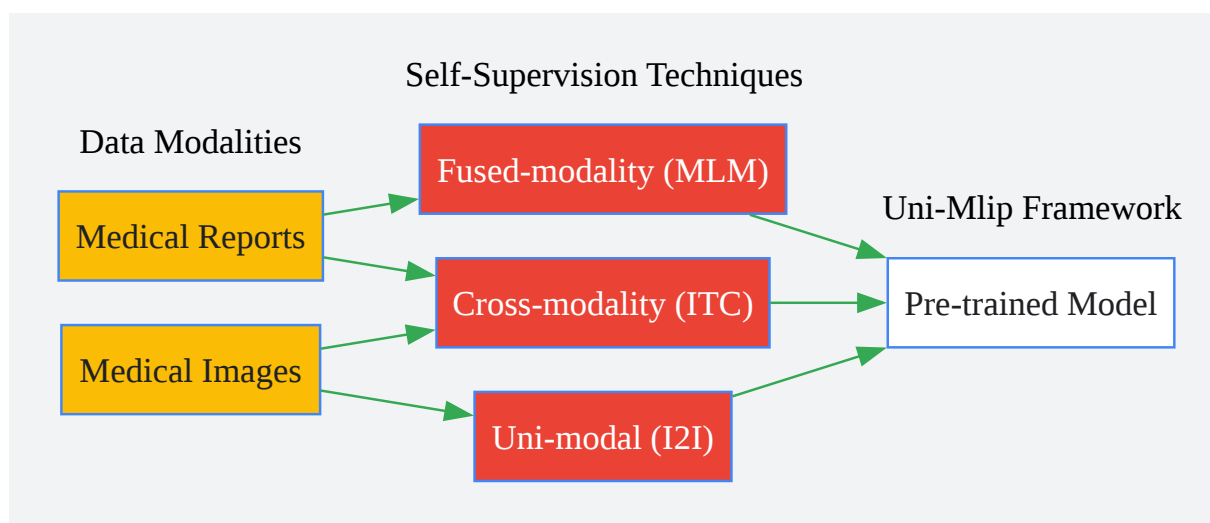 Self-Supervision Techniques
Data Modalities
Fused-modality (MLM)
Medical Reports
Uni-Mlip Framework
Cross-modality (ITC)
Pre-trained Model
Medical Images
Uni-modal (I2I)